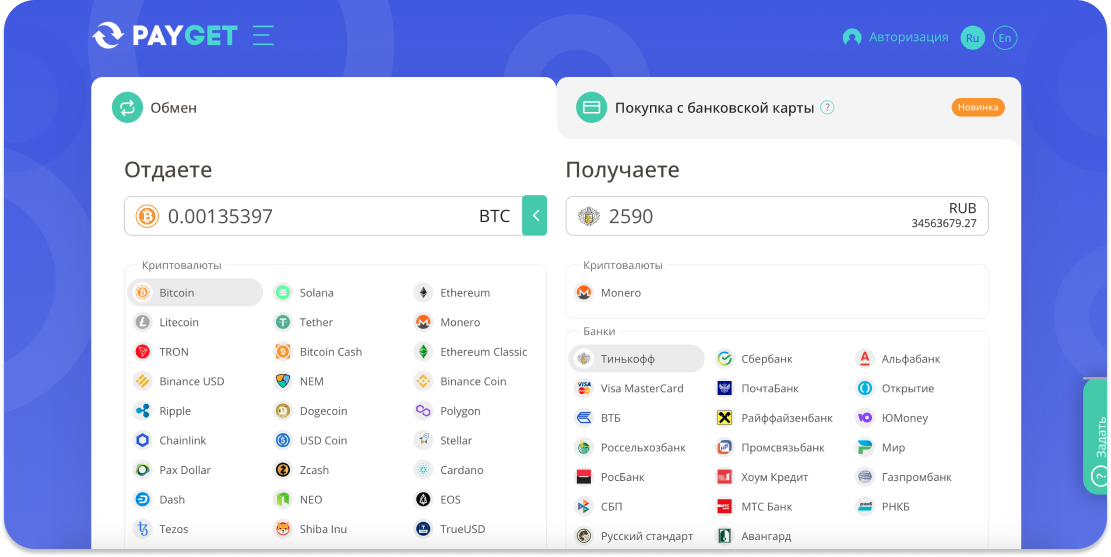 PAYGET
Авторизация
Ru
En
Обмен
Покупка с банковской карты ?
Новинка
Отдаете
0.00135397 BTC
Криптовалюты
Bitcoin Solana Ethereum
Litecoin Tether Monero
TRON Bitcoin Cash Ethereum Classic
Binance USD NEM Binance Coin
Ripple Dogecoin Polygon
Chainlink USD Coin Stellar
Pax Dollar Zcash Cardano
Dash NEO EOS
Tezos Shiba Inu TrueUSD
Получаете
2590 RUB
34563679.27
Криптовалюты
Monero
Банки
Тинькофф Сбербанк Альфабанк
Visa MasterCard ПочтаБанк Открытие
ВТБ Райффайзенбанк ЮMoney
Россельхозбанк Промсвязьбанк Мир
РосБанк Хоум Кредит Газпромбанк
СБП МТС Банк РНКБ
Русский стандарт Авангард
? Задать